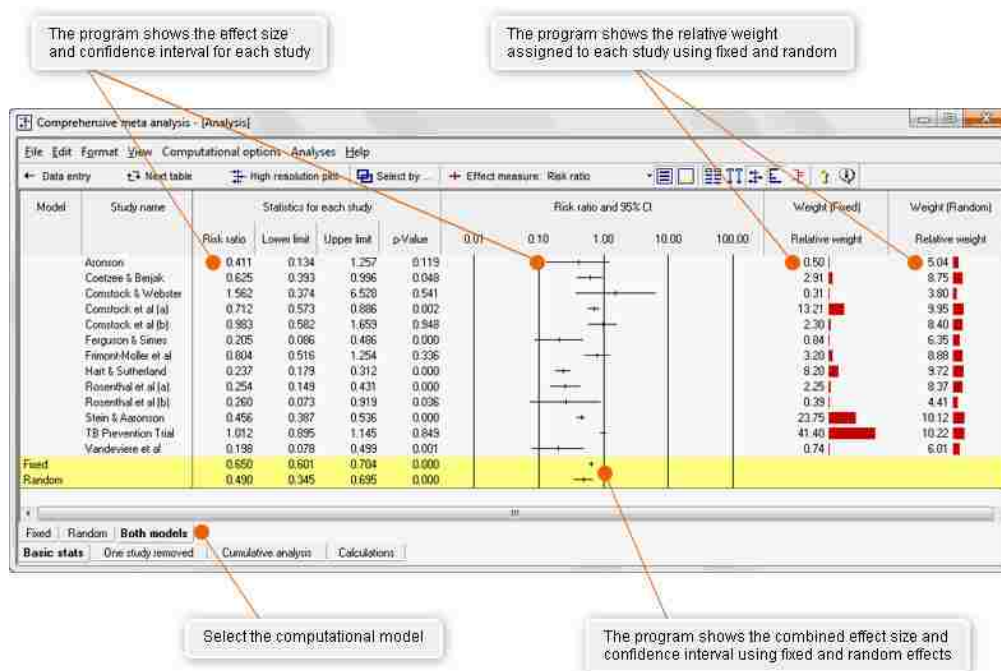 The program shows the effect size
and confidence interval for each study
The program shows the relative weight
assigned to each study using fixed and random
Comprehensive meta analysis - [Analysis]
File Edit Format View Computational options Analyses Help
← Data entry Next table High resolution plot Select by ... + Effect measure: Risk ratio
Model Study name Statistics for each study Risk ratio and 95% CI Weight (Fixed) Weight (Random)
Risk ratio Lower limit Upper limit p-Value 0.01 0.10 1.00 10.00 100.00 Relative weight Relative weight
Aronson 0.411 0.134 1.257 0.119 0.50 5.04
Coetzee & Berjak 0.625 0.393 0.996 0.048 2.91 8.75
Comstock & Webster 1.562 0.374 6.528 0.541 0.31 3.80
Comstock et al (a) 0.712 0.573 0.886 0.002 13.21 9.95
Comstock et al (b) 0.983 0.582 1.659 0.948 2.30 8.40
Ferguson & Simes 0.205 0.086 0.486 0.000 0.84 6.35
Frimont-Moller et al 0.804 0.516 1.254 0.336 3.20 8.88
Hart & Sutherland 0.237 0.179 0.312 0.000 8.20 9.72
Rosenthal et al (a) 0.254 0.149 0.431 0.000 2.25 8.37
Rosenthal et al (b) 0.260 0.073 0.919 0.036 0.39 4.41
Stein & Aaronson 0.456 0.387 0.536 0.000 23.75 10.12
TB Prevention Trial 1.012 0.895 1.145 0.849 41.40 10.22
Vandeviere et al 0.198 0.078 0.499 0.001 0.74 6.01
Fixed 0.650 0.601 0.704 0.000
Random 0.490 0.345 0.695 0.000
Fixed Random Both models
Basic stats One study removed Cumulative analysis Calculations
Select the computational model
The program shows the combined effect size and
confidence interval using fixed and random effects